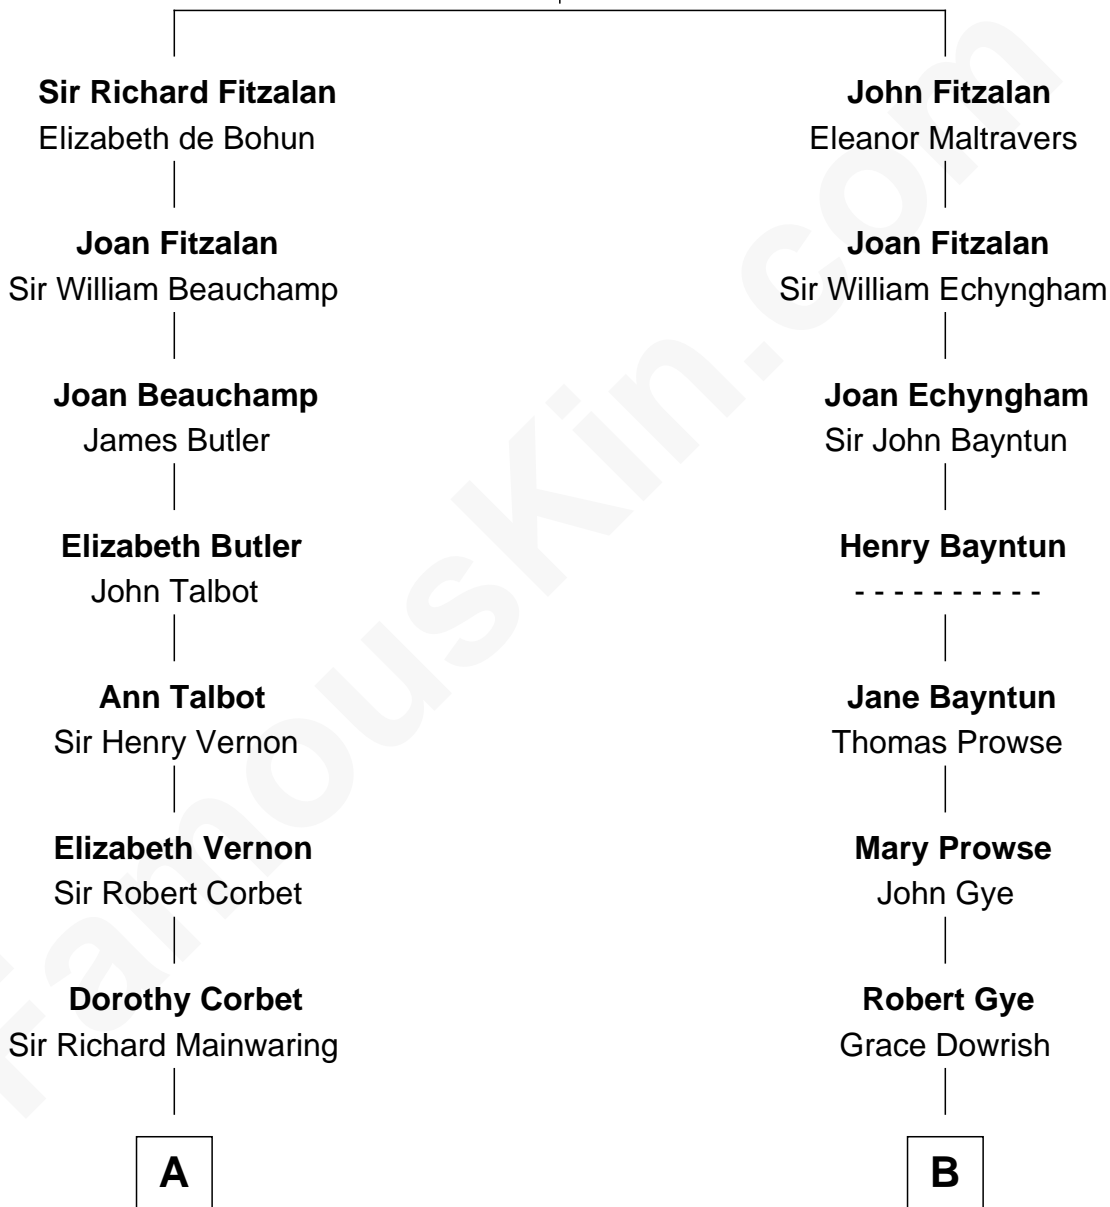 Sir Richard Fitzalan
Elizabeth de Bohun
Joan Fitzalan
Sir William Beauchamp
Joan Beauchamp
James Butler
Elizabeth Butler
John Talbot
Ann Talbot
Sir Henry Vernon
Elizabeth Vernon
Sir Robert Corbet
Dorothy Corbet
Sir Richard Mainwaring
A
John Fitzalan
Eleanor Maltravers
Joan Fitzalan
Sir William Echyngham
Joan Echyngham
Sir John Bayntun
Henry Bayntun
- - - - - - - - - -
Jane Bayntun
Thomas Prowse
Mary Prowse
John Gye
Robert Gye
Grace Dowrish
B
FamousKin.com